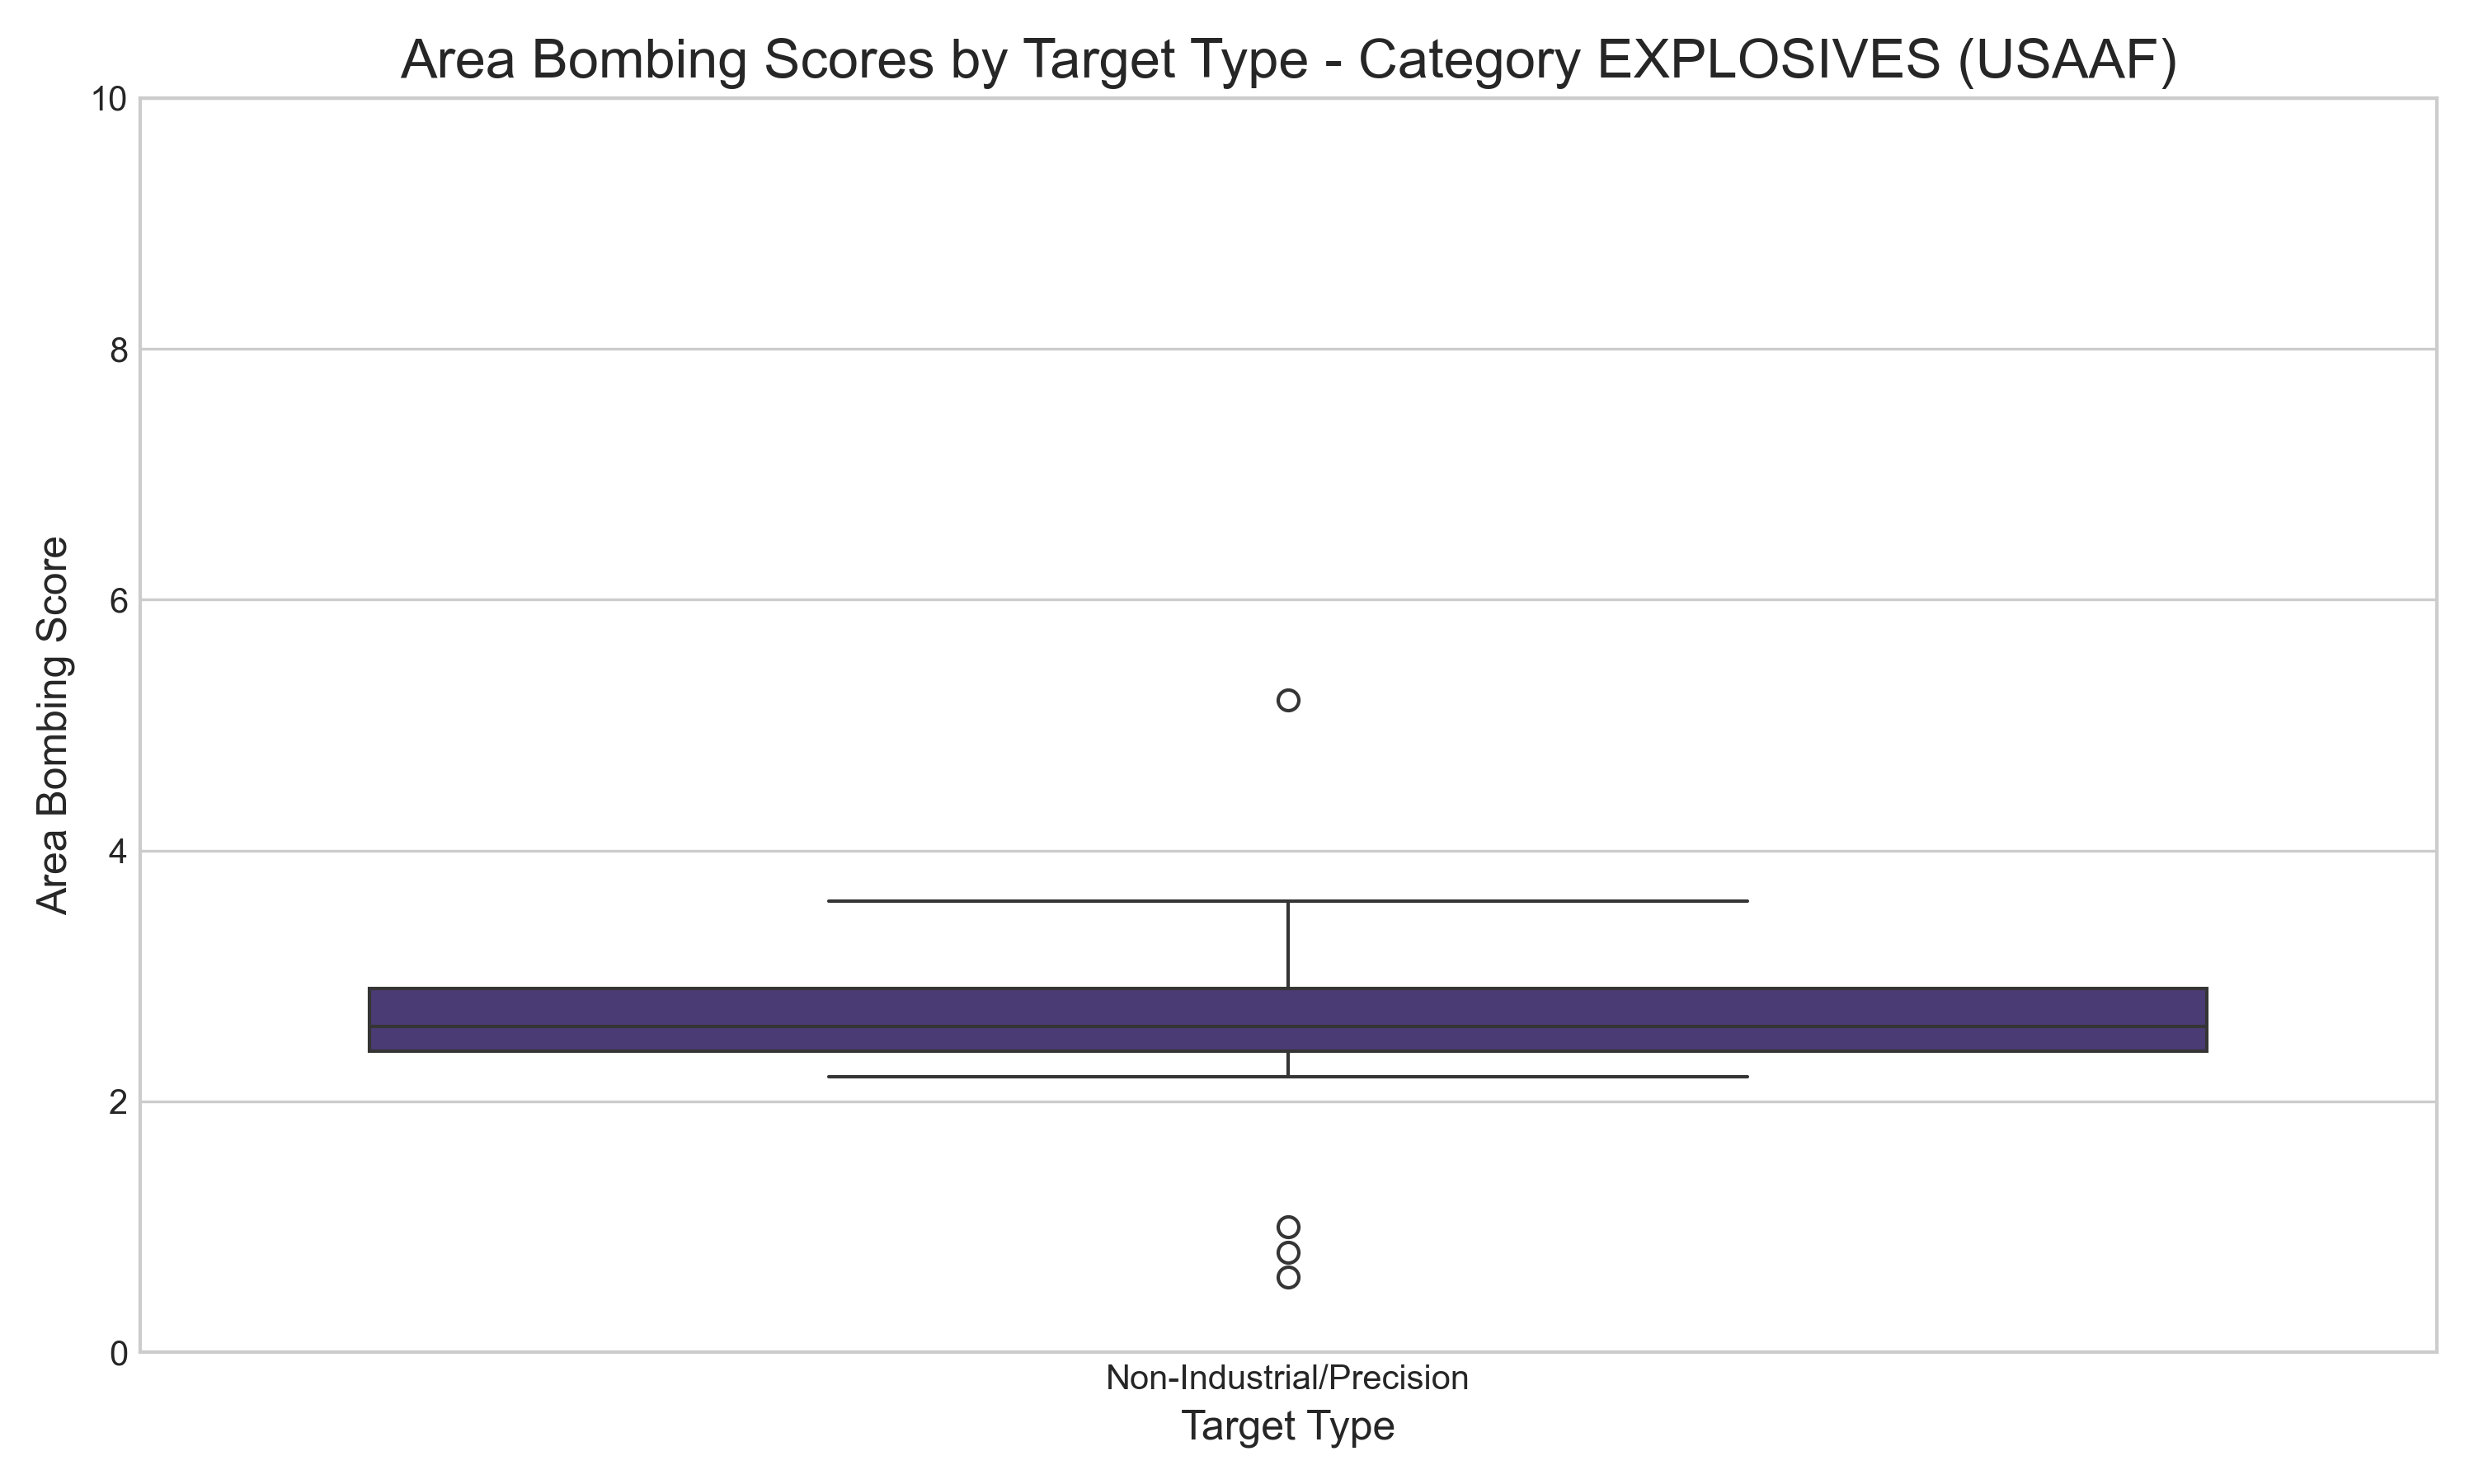 Area Bombing Scores by Target Type - Category EXPLOSIVES (USAAF)
10
8
6
4
2
0
Area Bombing Score
Non-Industrial/Precision
Target Type